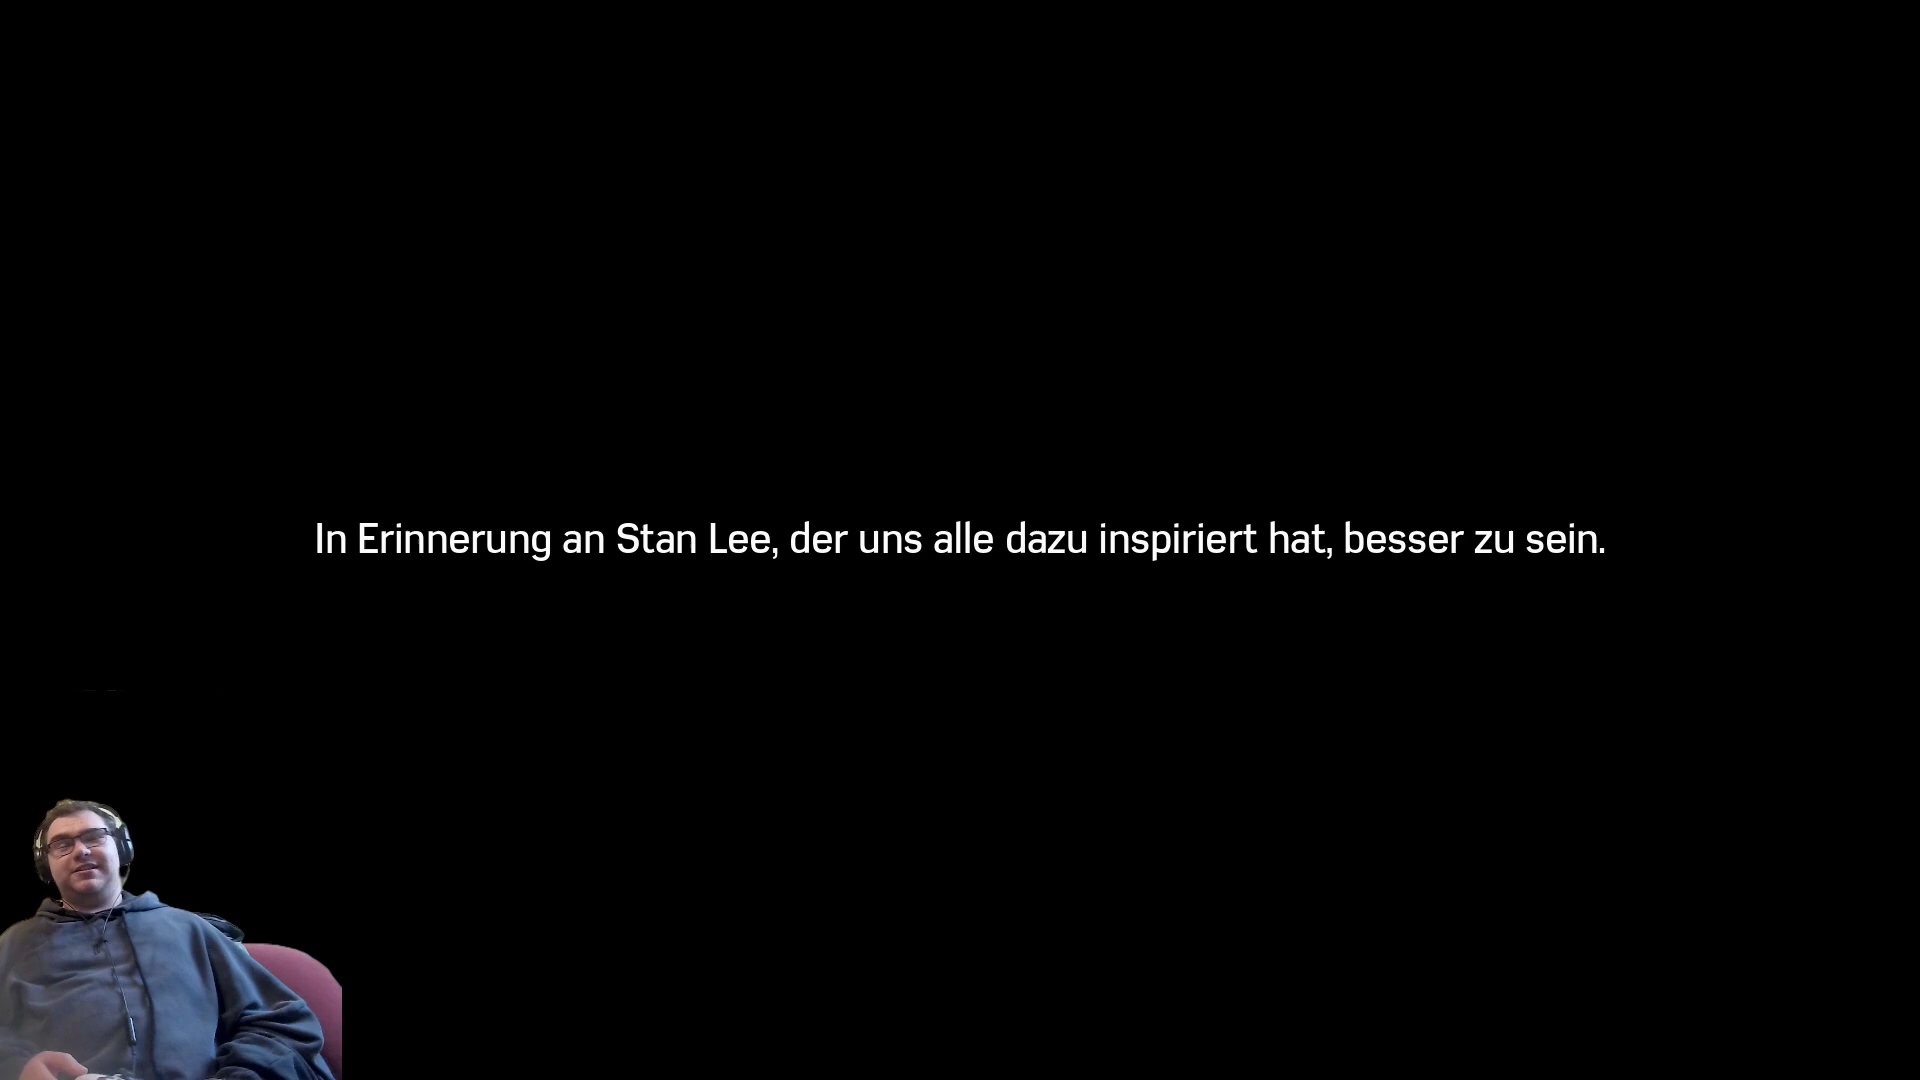 In Erinnerung an Stan Lee, der uns alle dazu inspiriert hat, besser zu sein.